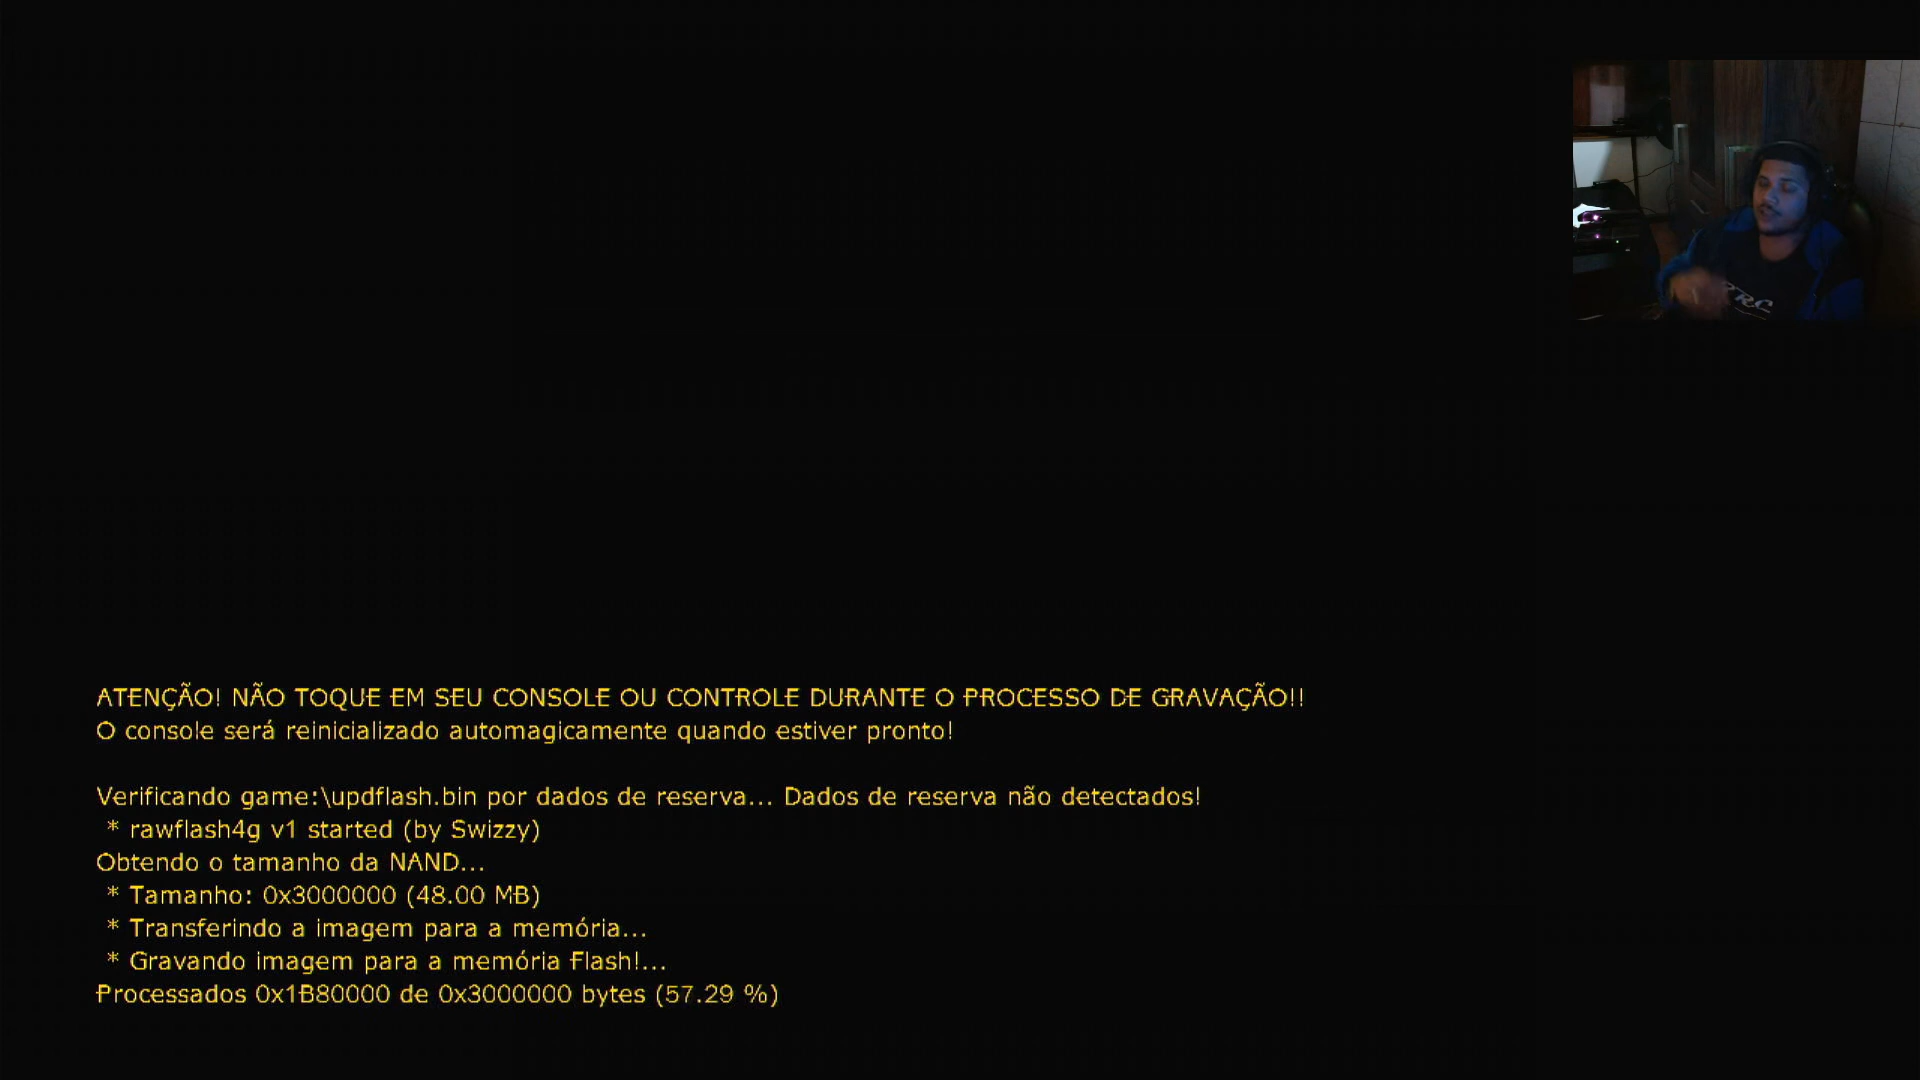 ATENÇÃO! NÃO TOQUE EM SEU CONSOLE OU CONTROLE DURANTE O PROCESSO DE GRAVAÇÃO!!
O console será reinicializado automagicamente quando estiver pronto!
Verificando game:\updflash.bin por dados de reserva... Dados de reserva não detectados!
* rawflash4g v1 started (by Swizzy)
Obtendo o tamanho da NAND...
* Tamanho: 0x3000000 (48.00 MB)
* Transferindo a imagem para a memória...
* Gravando imagem para a memória Flash!...
Processados 0x1B80000 de 0x3000000 bytes (57.29 %)